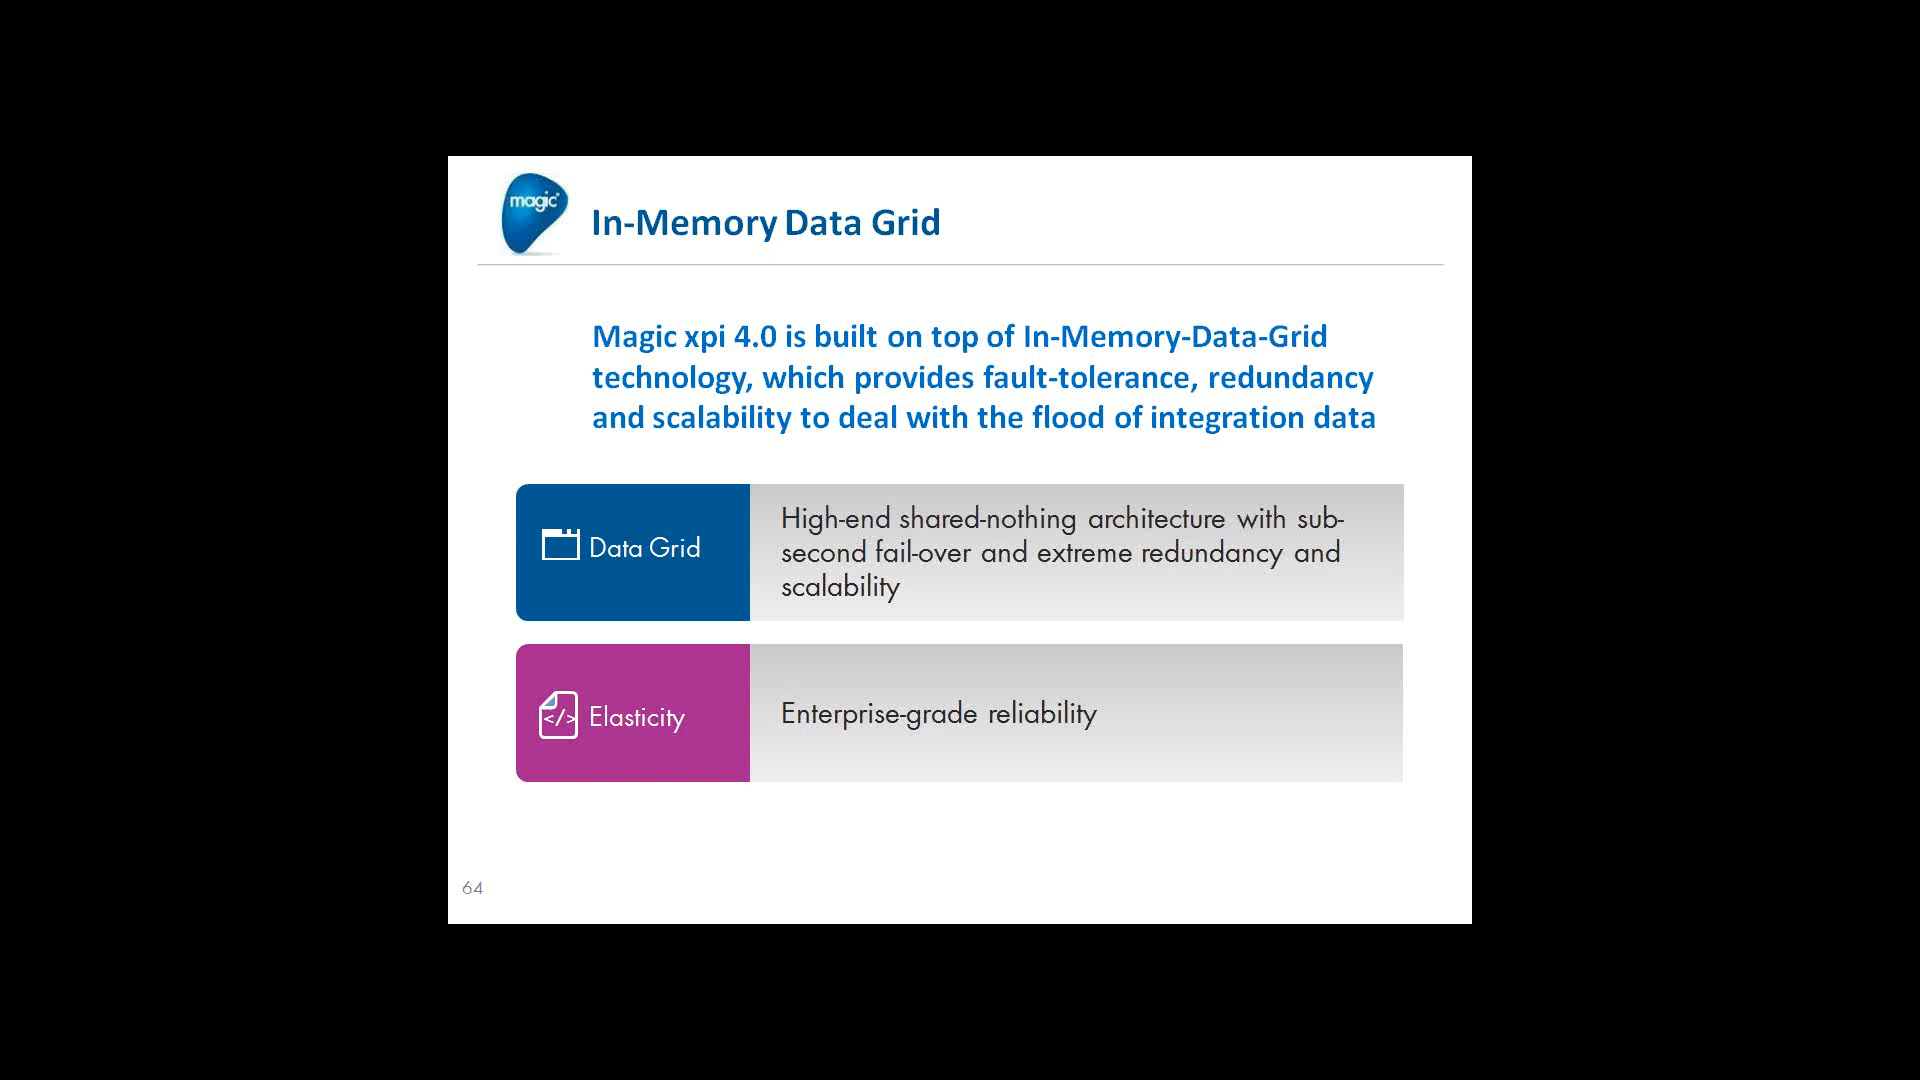 magic
In-Memory Data Grid
Magic xpi 4.0 is built on top of In-Memory-Data-Grid
technology, which provides fault-tolerance, redundancy
and scalability to deal with the flood of integration data
Data Grid
High-end shared-nothing architecture with sub-
second fail-over and extreme redundancy and
scalability
</>
Elasticity
Enterprise-grade reliability
64